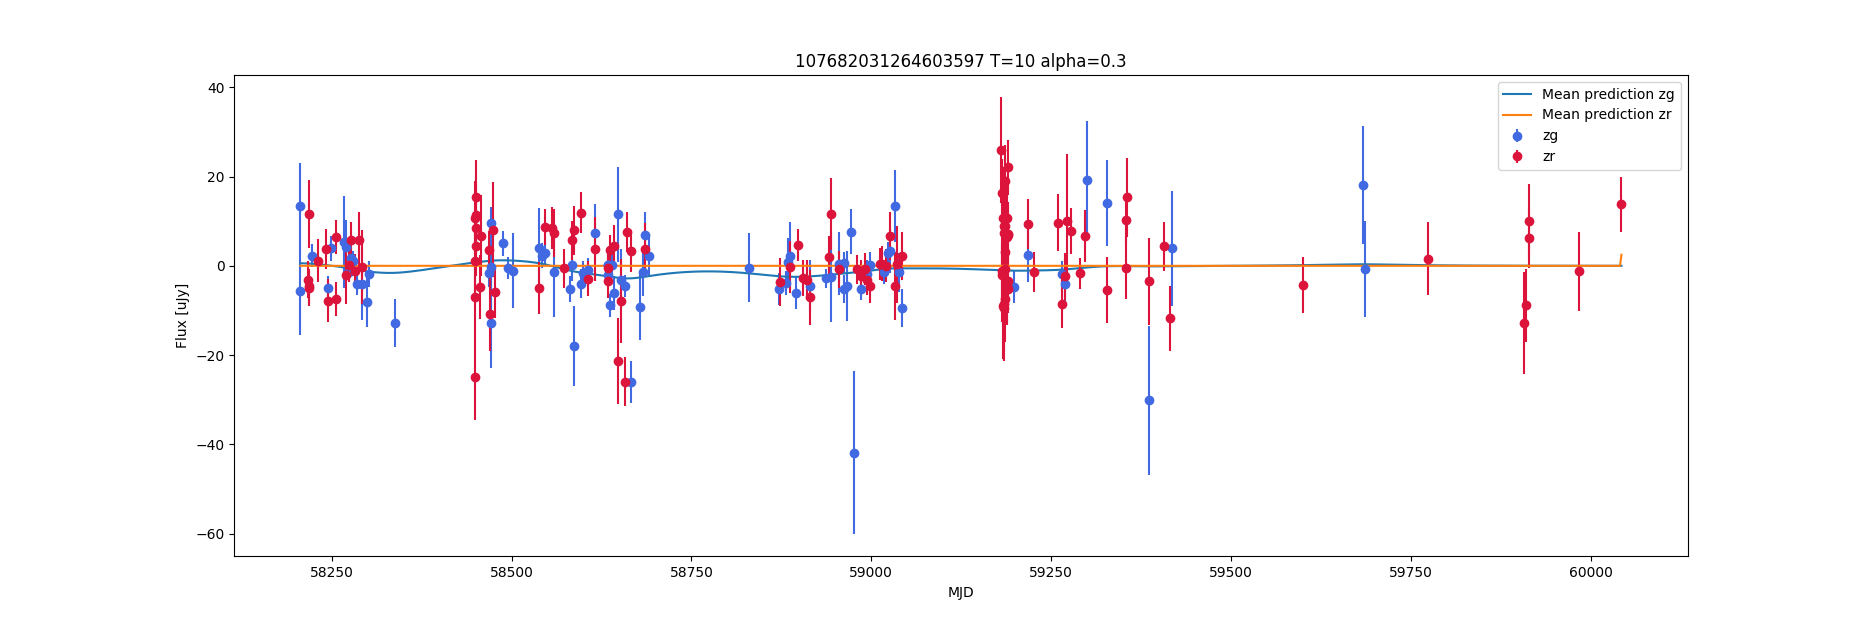 107682031264603597 T=10 alpha=0.3
Mean prediction zg
Mean prediction zr
zg
zr
40
20
0
−20
−40
−60
Flux [uJy]
58250 58500 58750 59000 59250 59500 59750 60000
MJD